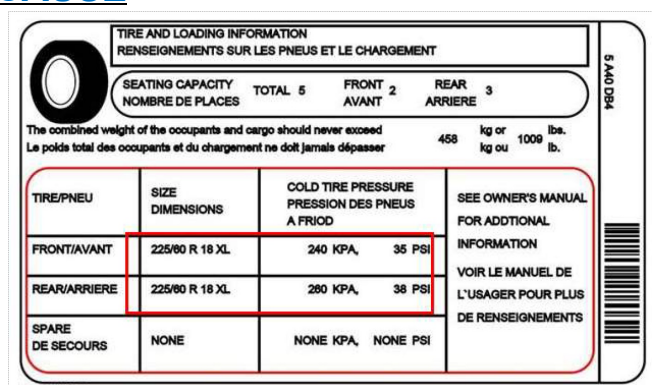 TIRE AND LOADING INFORMATION
RENSEIGNEMENTS SUR LES PNEUS ET LE CHARGEMENT
SEATING CAPACITY TOTAL 5 FRONT 2 REAR 3
NOMBRE DE PLACES AVANT ARRIERE
The combined weight of the occupants and cargo should never exceed 458 kg or 1009 lbs.
Le poids total des occupants et du chargement ne doit jamais dépasser kg ou lb.
TIRE/PNEU SIZE DIMENSIONS COLD TIRE PRESSURE PRESSION DES PNEUS A FRIOD
FRONT/AVANT 225/60 R 18 XL 240 KPA, 35 PSI
REAR/ARRIERE 225/60 R 18 XL 260 KPA, 38 PSI
SPARE DE SECOURS NONE NONE KPA, NONE PSI
SEE OWNER'S MANUAL
FOR ADDTIONAL
INFORMATION
VOIR LE MANUEL DE
L`USAGER POUR PLUS
DE RENSEIGNEMENTS
5 A40 DB4